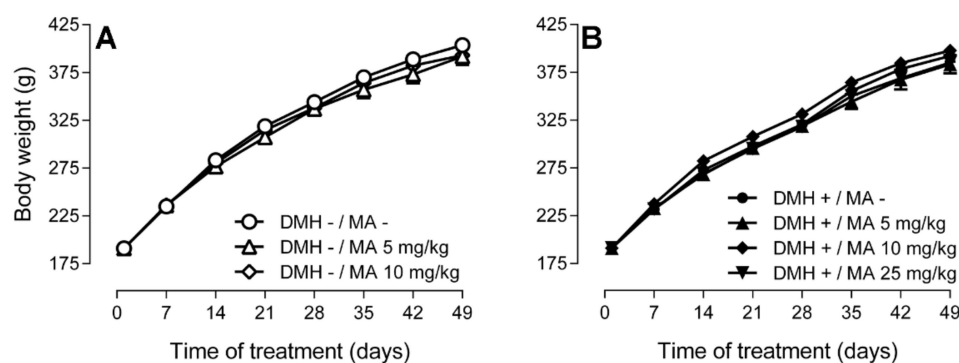 A
Body weight (g)
425
375
325
275
225
175
DMH - / MA -
DMH - / MA 5 mg/kg
DMH - / MA 10 mg/kg
0 7 14 21 28 35 42 49
Time of treatment (days)
B
425
375
325
275
225
175
DMH + / MA -
DMH + / MA 5 mg/kg
DMH + / MA 10 mg/kg
DMH + / MA 25 mg/kg
0 7 14 21 28 35 42 49
Time of treatment (days)